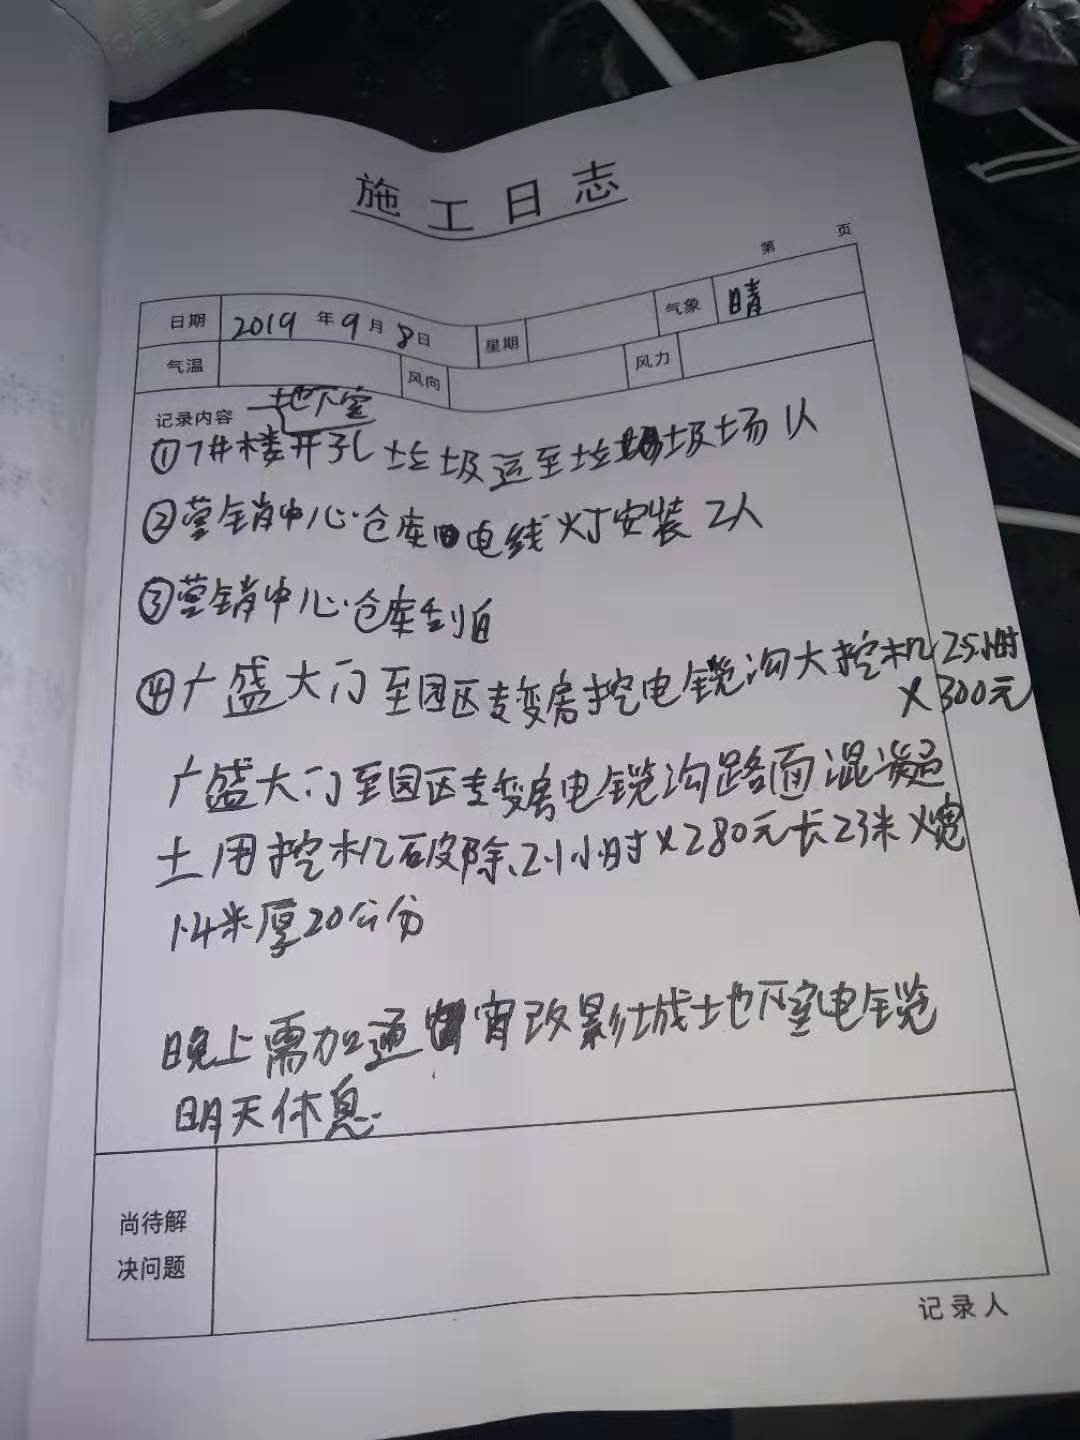 施工日志
第 页
日期 2019年9月8日 星期 气象 晴
气温 风向 风力
记录内容 地下室
①7#楼开孔垃圾运至垃圾场1人
②营销中心仓库电线灯安装2人
③营销中心仓库刮白
④广盛大门至园区专变房挖电缆沟大挖机2.5小时
×300元
广盛大门至园区专变房电缆沟路面混凝
土用挖机破除,2小时×280元长23米×宽
1.4米厚20公分
晚上需加通宵改影城土地下室电缆
明天休息.
尚待解
决问题
记录人